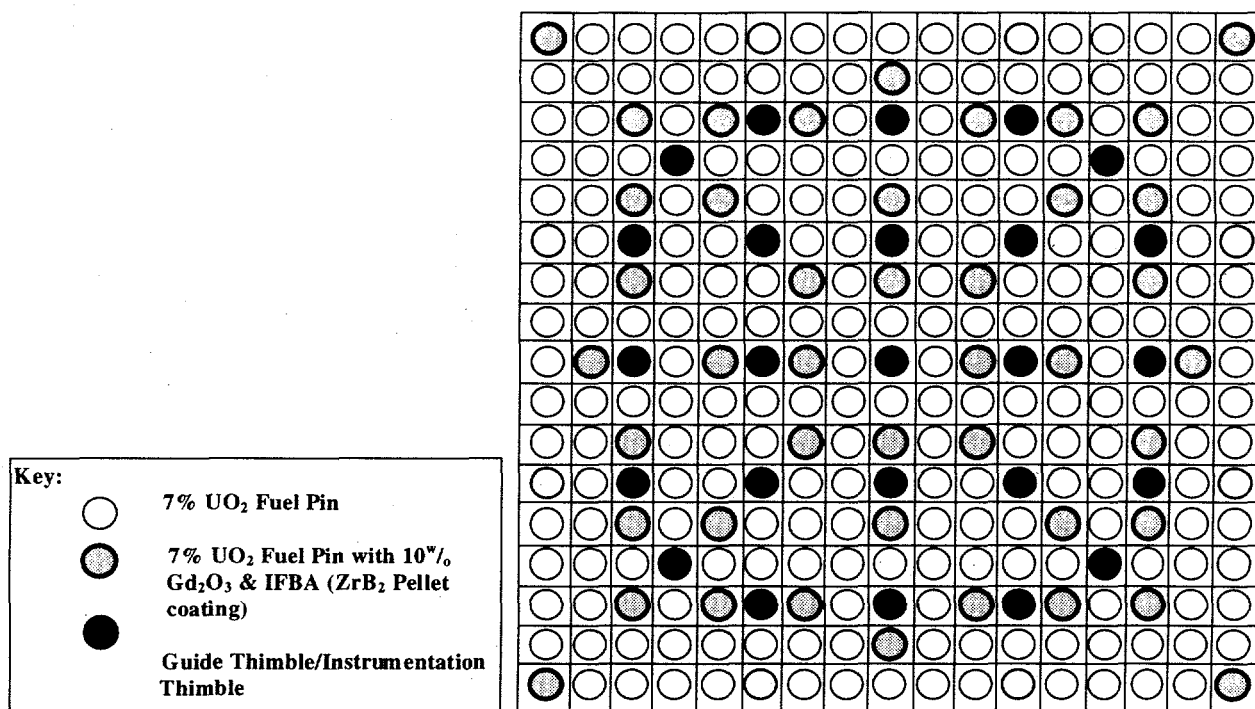 Key:
7% UO₂ Fuel Pin
7% UO₂ Fuel Pin with 10ʷ/ₒ
Gd₂O₃ & IFBA (ZrB₂ Pellet
coating)
Guide Thimble/Instrumentation
Thimble